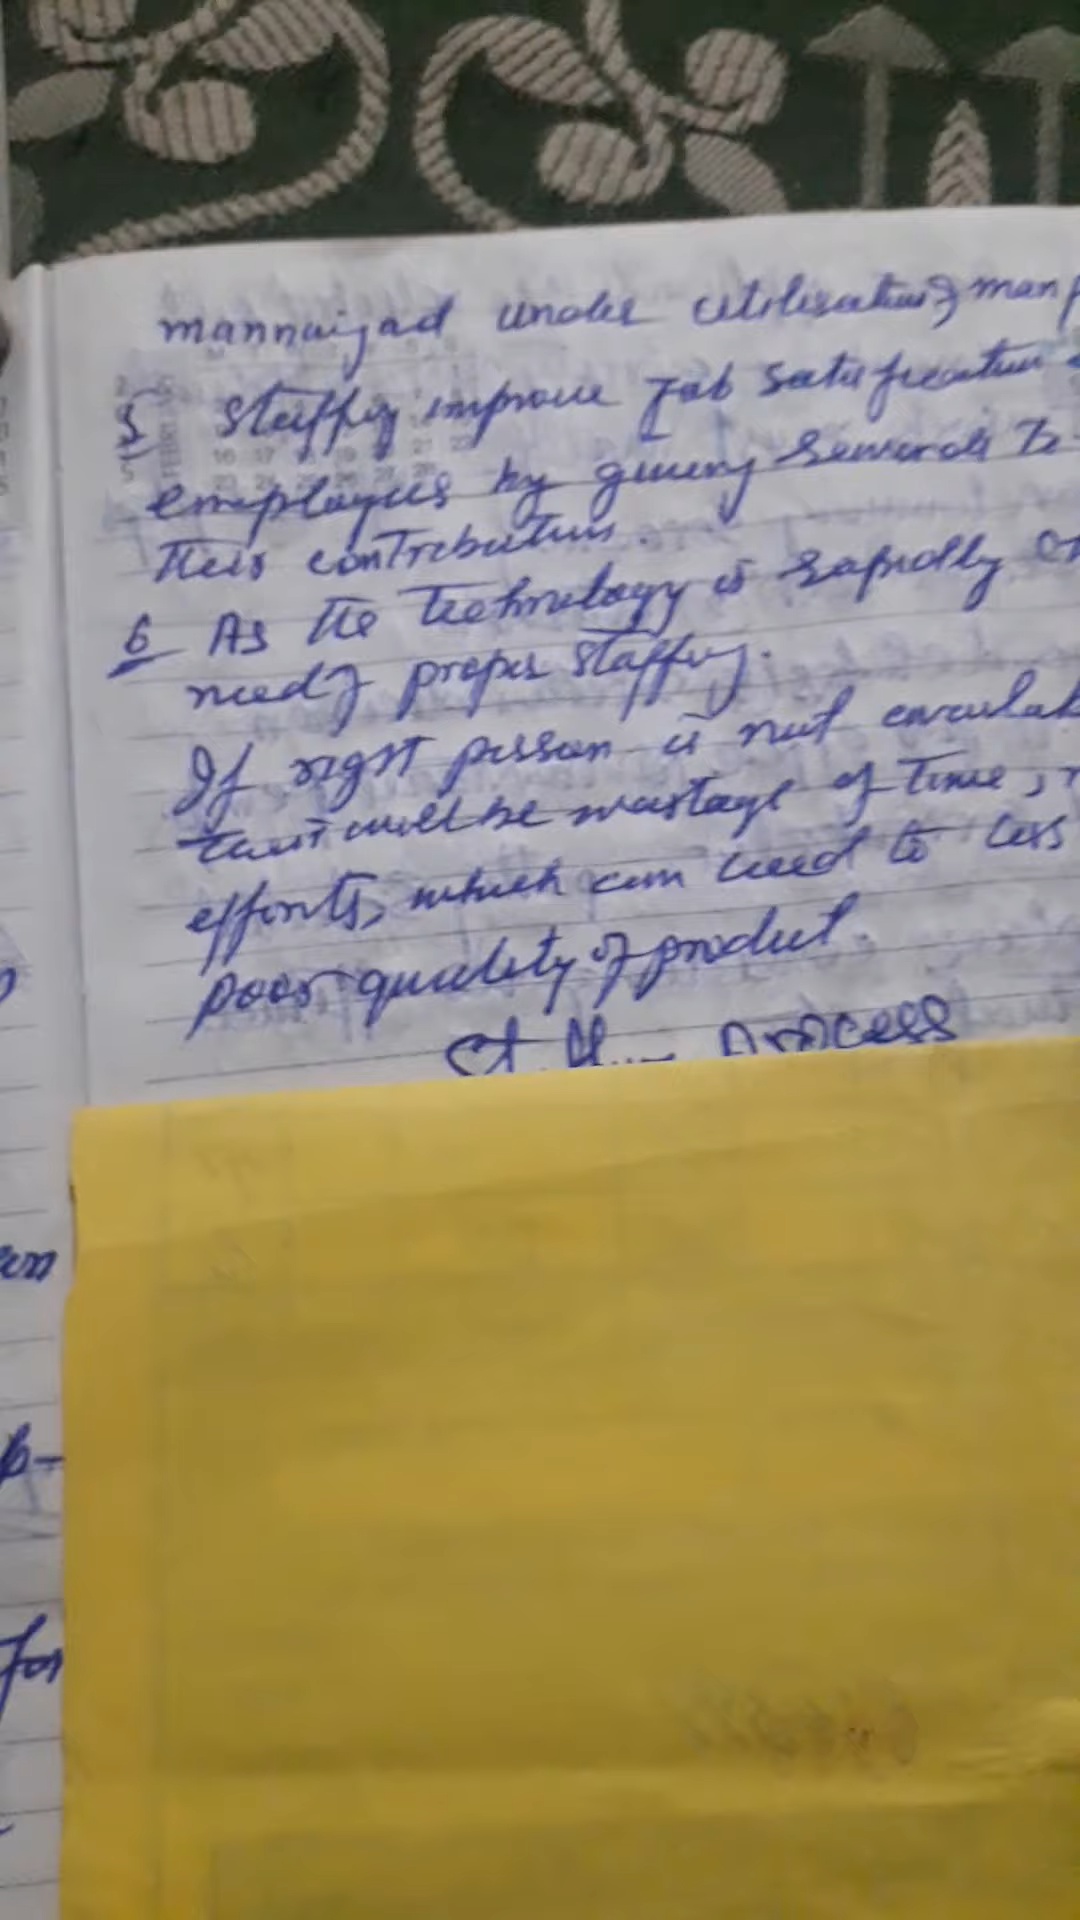 under utilisation of man
5 Staffing improve Job satisfaction
employees by giving rewards to
their contribution.
6 As the technology is rapidly
need of proper staffing.
If right person is not
will be wastage of time,
efforts, which can lead to less
poor quality of product.
Process
for